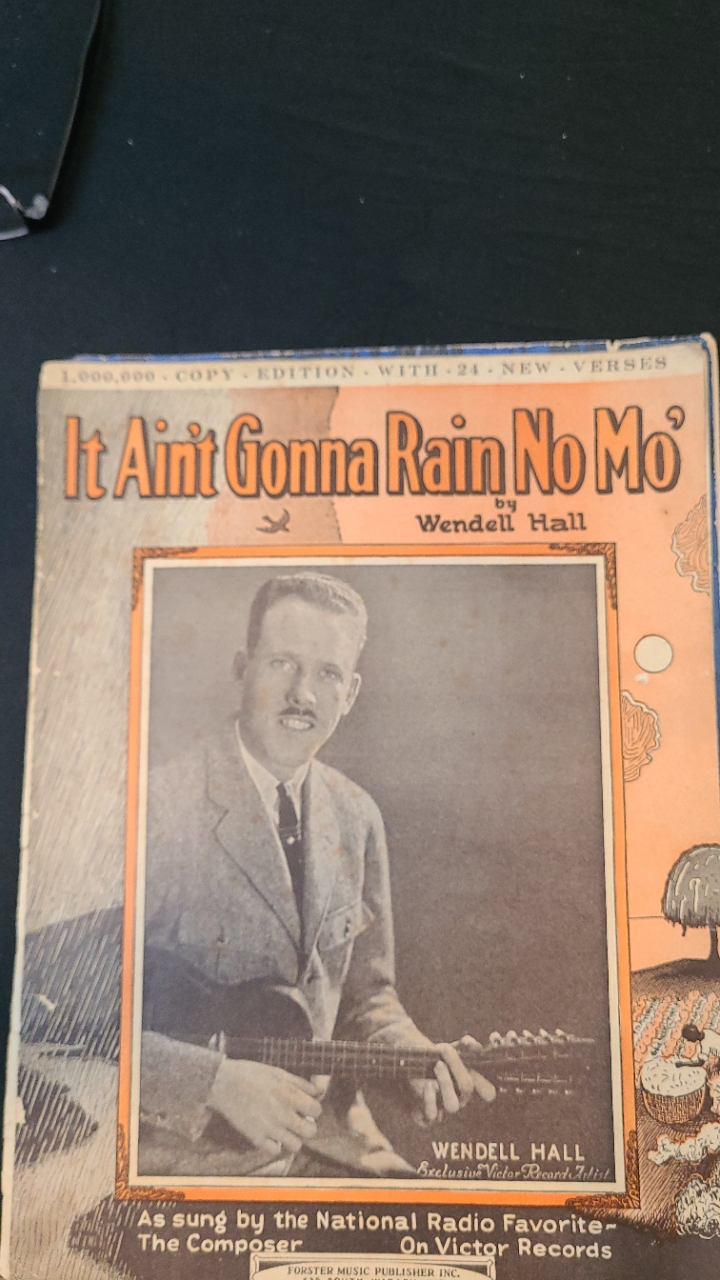 1,000,000 · COPY · EDITION · WITH · 24 · NEW · VERSES
It Ain't Gonna Rain No Mo'
by
Wendell Hall
WENDELL HALL
Exclusive Victor Record Artist
As sung by the National Radio Favorite-
The Composer On Victor Records
FORSTER MUSIC PUBLISHER INC.